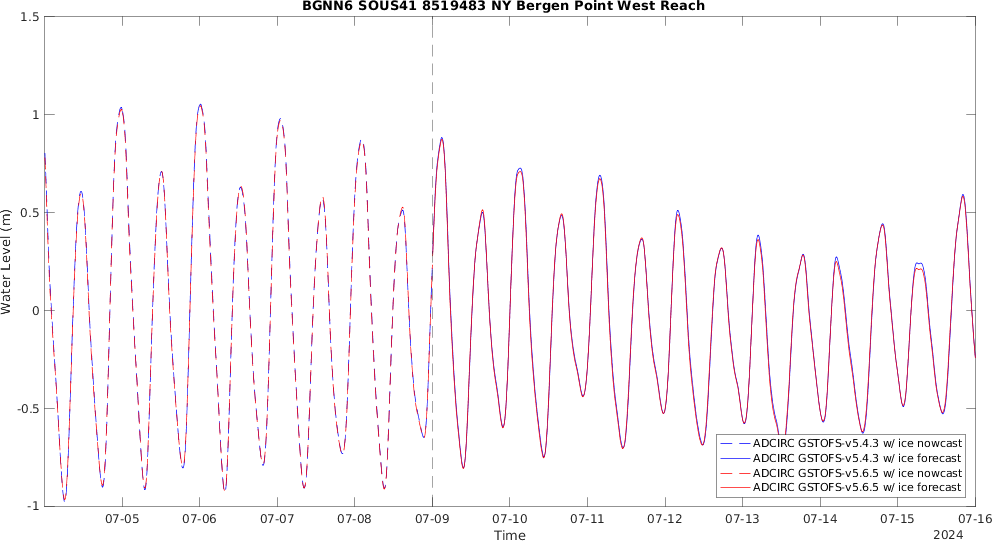 BGNN6 SOUS41 8519483 NY Bergen Point West Reach
1.5
1
0.5
0
-0.5
-1
Water Level (m)
07-05 07-06 07-07 07-08 07-09 07-10 07-11 07-12 07-13 07-14 07-15 07-16
Time
2024
ADCIRC GSTOFS-v5.4.3 w/ ice nowcast
ADCIRC GSTOFS-v5.4.3 w/ ice forecast
ADCIRC GSTOFS-v5.6.5 w/ ice nowcast
ADCIRC GSTOFS-v5.6.5 w/ ice forecast